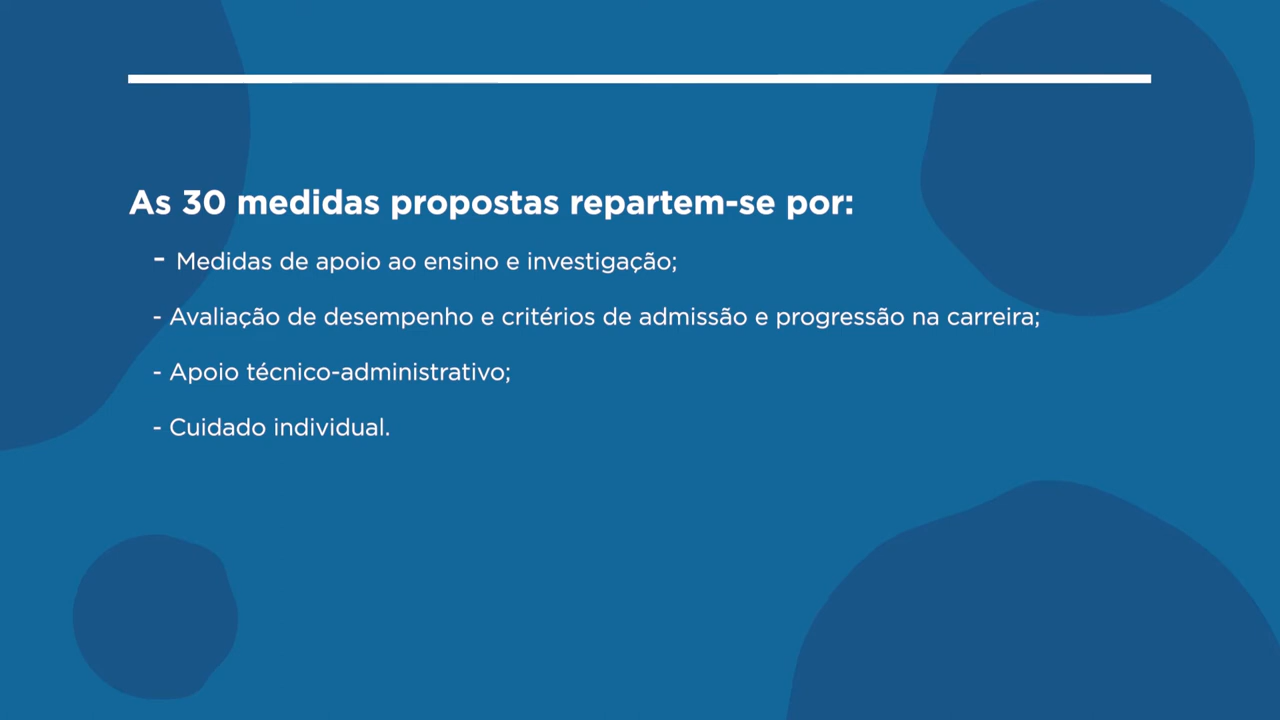 As 30 medidas propostas repartem-se por:
- Medidas de apoio ao ensino e investigação;
- Avaliação de desempenho e critérios de admissão e progressão na carreira;
- Apoio técnico-administrativo;
- Cuidado individual.